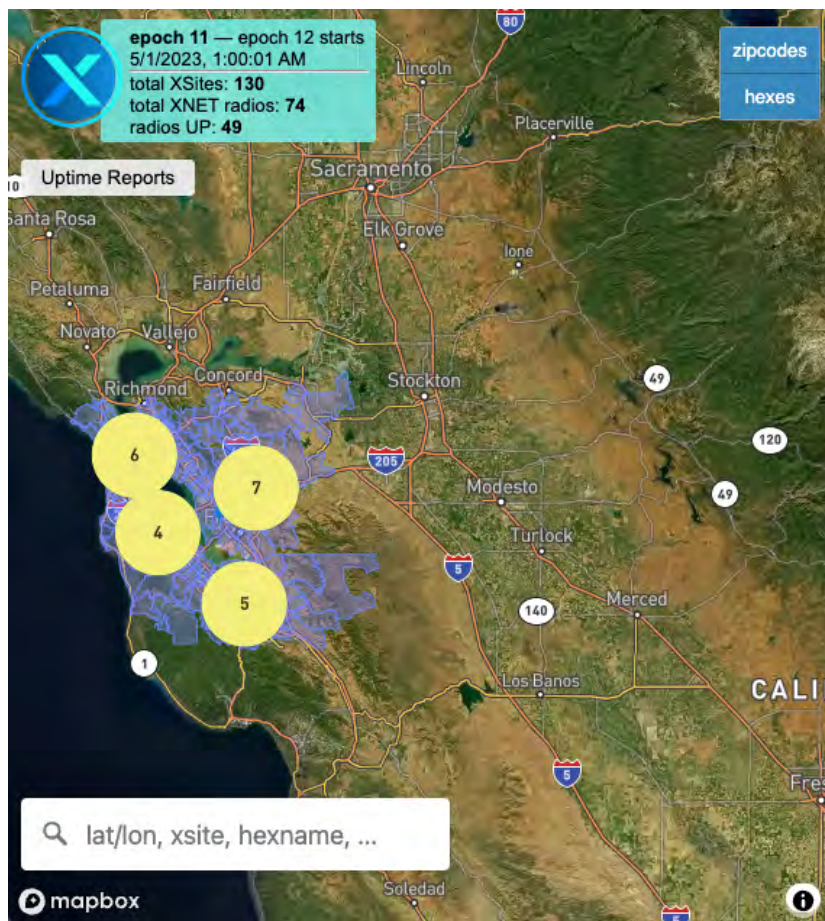 epoch 11 — epoch 12 starts
5/1/2023, 1:00:01 AM
total XSites: 130
total XNET radios: 74
radios UP: 49
zipcodes
hexes
Uptime Reports
80
Lincoln
Placerville
Sacramento
10
Santa Rosa
Elk Grove
Ione
Fairfield
Petaluma
Novato
Vallejo
Concord
Richmond
Stockton
49
120
6
205
7
Modesto
49
4
Turlock
5
5
140
Merced
1
Los Banos
CALI
5
Fres
lat/lon, xsite, hexname, ...
Soledad
mapbox
i
5